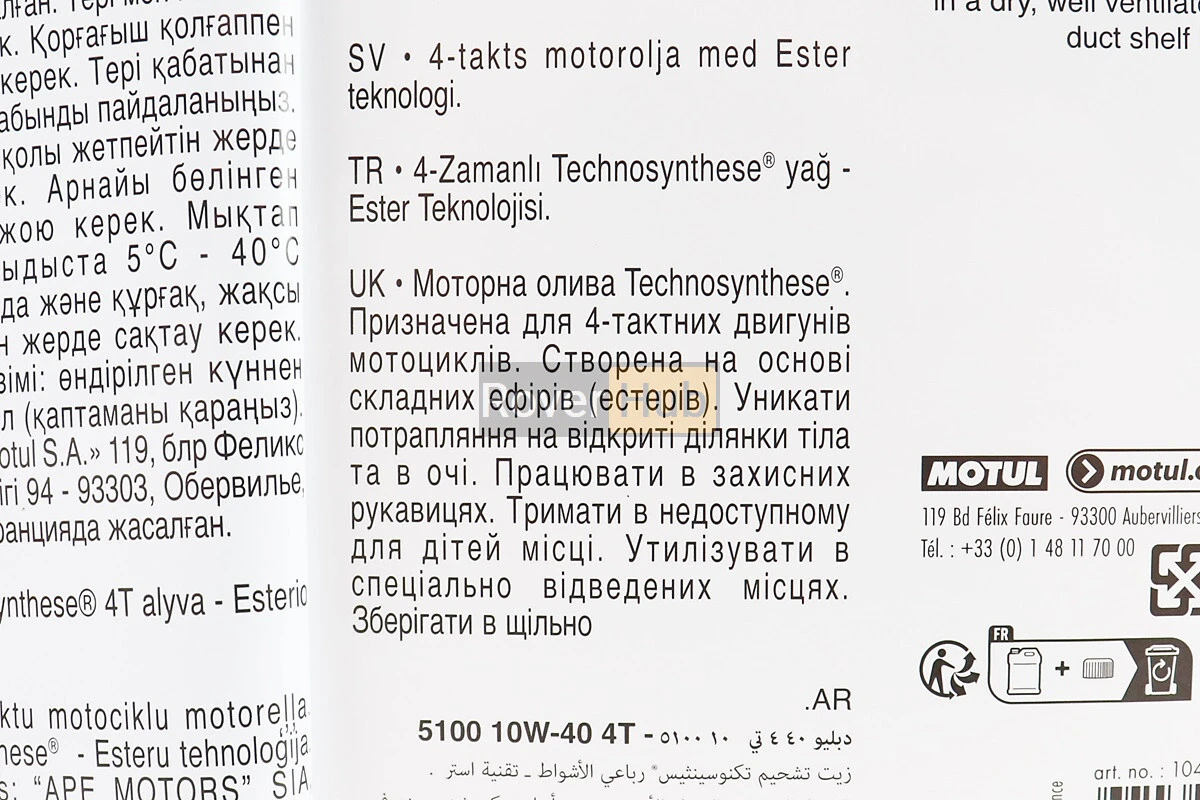 қолғаппен
к. Қорғағыш
керек. Тері қабатынан
абынды пайдаланыңыз.
қолы жетпейтін жерде
к. Арнайы бөлінген
жою керек. Мықтап
ыдыста 5°C - 40°C
да және құрғақ, жақсы
н жерде сақтау керек.
зімі: өндірілген күннен
л (қаптаманы қараңыз).
otul S.A.» 119, блр Феликс
ігі 94 - 93303, Обервилье,
ранцияда жасалған.
ynthese® 4T alyva - Esterio
ktu motociklu motoreļļa
hese® - Esteru tehnoloģija
s: “APF MOTORS” SIA
SV • 4-takts motorolja med Ester
teknologi.
TR • 4-Zamanlı Technosynthese® yağ -
Ester Teknolojisi.
UK • Моторна олива Technosynthese®.
Призначена для 4-тактних двигунів
мотоциклів. Створена на основі
складних ефірів (естерів). Уникати
потрапляння на відкриті ділянки тіла
та в очі. Працювати в захисних
рукавицях. Тримати в недоступному
для дітей місці. Утилізувати в
спеціально відведених місцях.
Зберігати в щільно
RoverHub
.AR
5100 10W-40 4T - ٥١٠٠ ١٠ دبليو ٤٠ ٤ تي
زيت تشحيم تكنوسينثيس® رباعي الأشواط ـ تقنية استر .
in a dry, well ventilate
duct shelf
MOTUL
motul.c
119 Bd Félix Faure - 93300 Aubervilliers
Tél. : +33 (0) 1 48 11 70 00
FR
+
art. no. : 104